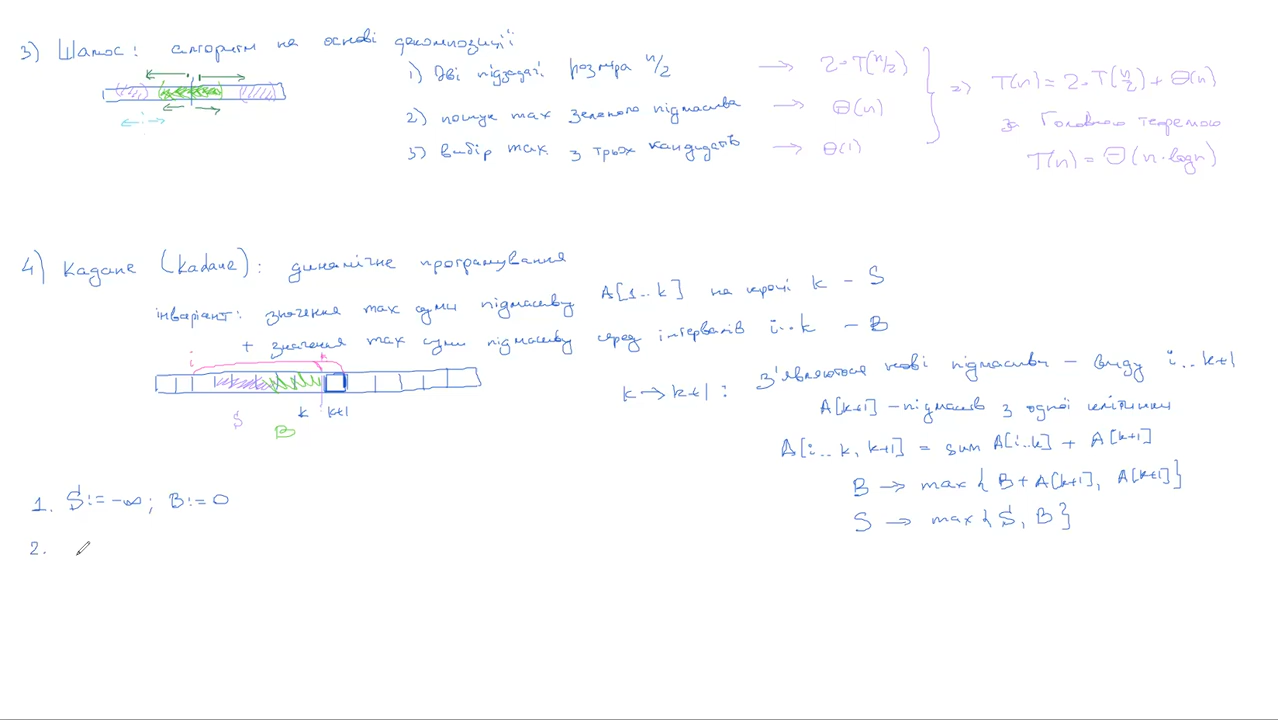 3) Шамос: алгоритм на основі декомпозиції
1) Дві підзадачі розміра n/2 → 2·T(n/2)
2) пошук max зеленого підмасива → Θ(n)
3) вибір max з трьох кандидатів → Θ(1)
=> T(n) = 2·T(n/2) + Θ(n)
за Головною теоремою
T(n) = Θ(n·logn)
4) Кадане (Kadane): динамічне програмування
інваріант: значення max суми підмасиву A[1..k] на кроці k – S
+ значення max суми підмасиву серед інтервалів i..k – B
i k
k k+1
S
B
k → k+1: з'являються нові підмасиви – виду i..k+1
A[k+1] – підмасив з одної клітинки
A[i..k, k+1] = sum A[i..k] + A[k+1]
B → max{B + A[k+1], A[k+1]}
S → max{S, B}
1. S := -∞; B := 0
2.